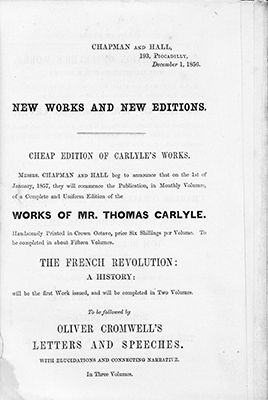 CHAPMAN AND HALL,
193, PICCADILLY,
December 1, 1856.
NEW WORKS AND NEW EDITIONS.
CHEAP EDITION OF CARLYLE'S WORKS.
MESSRS. CHAPMAN AND HALL beg to announce that on the 1st of
January, 1857, they will commence the Publication, in Monthly Volumes,
of a Complete and Uniform Edition of the
WORKS OF MR. THOMAS CARLYLE.
Handsomely Printed in Crown Octavo, price Six Shillings per Volume. To
be completed in about Fifteen Volumes.
THE FRENCH REVOLUTION:
A HISTORY:
will be the first Work issued, and will be completed in Two Volumes.
To be followed by
OLIVER CROMWELL'S
LETTERS AND SPEECHES.
WITH ELUCIDATIONS AND CONNECTING NARRATIVE.
In Three Volumes.